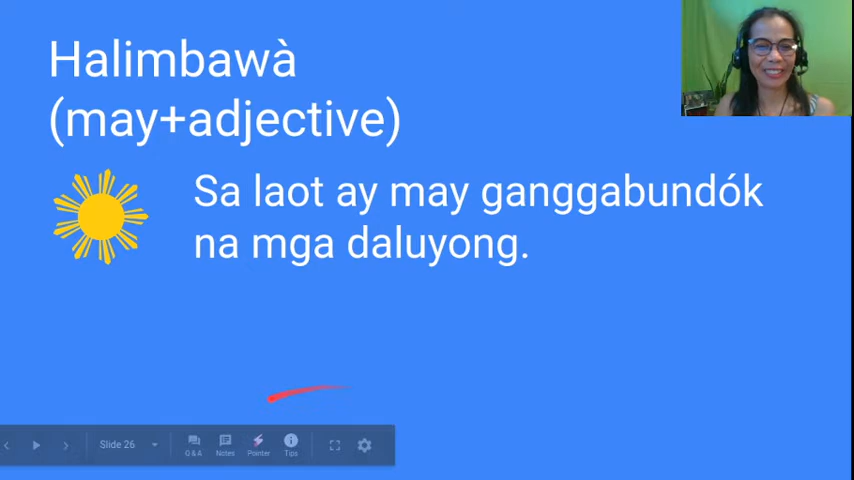 Halimbawà
(may+adjective)
Sa laot ay may ganggabundók
na mga daluyong.
Slide 26
Q & A
Notes
Pointer
Tips